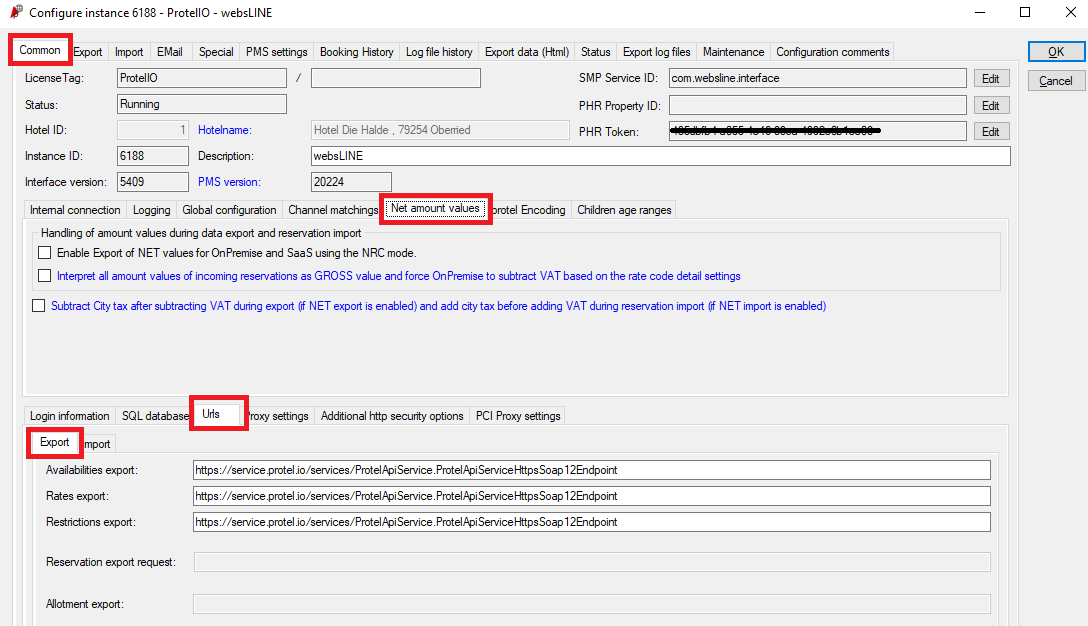 Configure instance 6188 - ProtelIO - websLINE
Common Export Import EMail Special PMS settings Booking History Log file history Export data (Html) Status Export log files Maintenance Configuration comments
OK
Cancel
LicenseTag: ProtelIO / SMP Service ID: com.websline.interface Edit
Status: Running PHR Property ID: Edit
Hotel ID: 1 Hotelname: Hotel Die Halde , 79254 Oberried PHR Token: Edit
Instance ID: 6188 Description: websLINE
Interface version: 5409 PMS version: 20224
Internal connection Logging Global configuration Channel matchings Net amount values protel Encoding Children age ranges
Handling of amount values during data export and reservation import
Enable Export of NET values for OnPremise and SaaS using the NRC mode.
Interpret all amount values of incoming reservations as GROSS value and force OnPremise to subtract VAT based on the rate code detail settings
Subtract City tax after subtracting VAT during export (if NET export is enabled) and add city tax before adding VAT during reservation import (if NET import is enabled)
Login information SQL database Urls Proxy settings Additional http security options PCI Proxy settings
Export Import
Availabilities export: https://service.protel.io/services/ProtelApiService.ProtelApiServiceHttpsSoap12Endpoint
Rates export: https://service.protel.io/services/ProtelApiService.ProtelApiServiceHttpsSoap12Endpoint
Restrictions export: https://service.protel.io/services/ProtelApiService.ProtelApiServiceHttpsSoap12Endpoint
Reservation export request:
Allotment export: